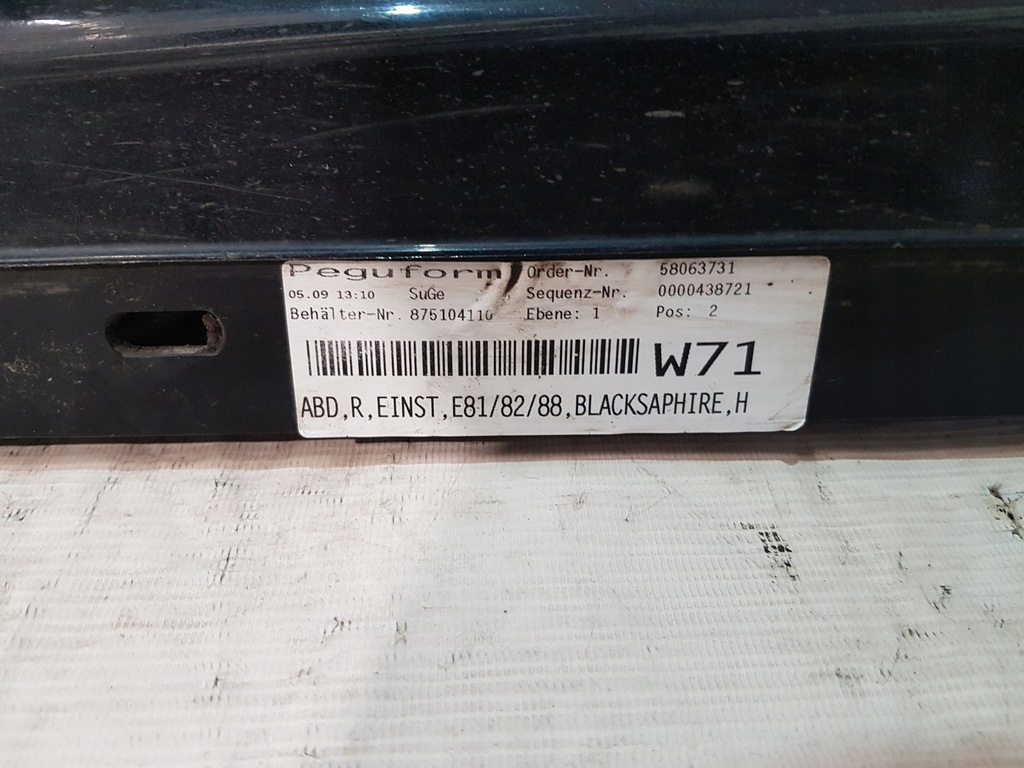 Peguform Order-Nr. 58063731
05.09 13:10 SuGe Sequenz-Nr. 0000438721
Behälter-Nr. 875104110 Ebene: 1 Pos: 2
W71
ABD,R,EINST,E81/82/88,BLACKSAPHIRE,H